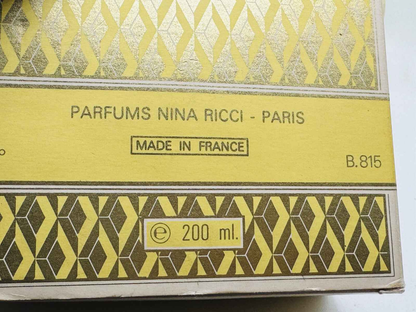 PARFUMS NINA RICCI - PARIS
MADE IN FRANCE
B.815
℮ 200 ml.